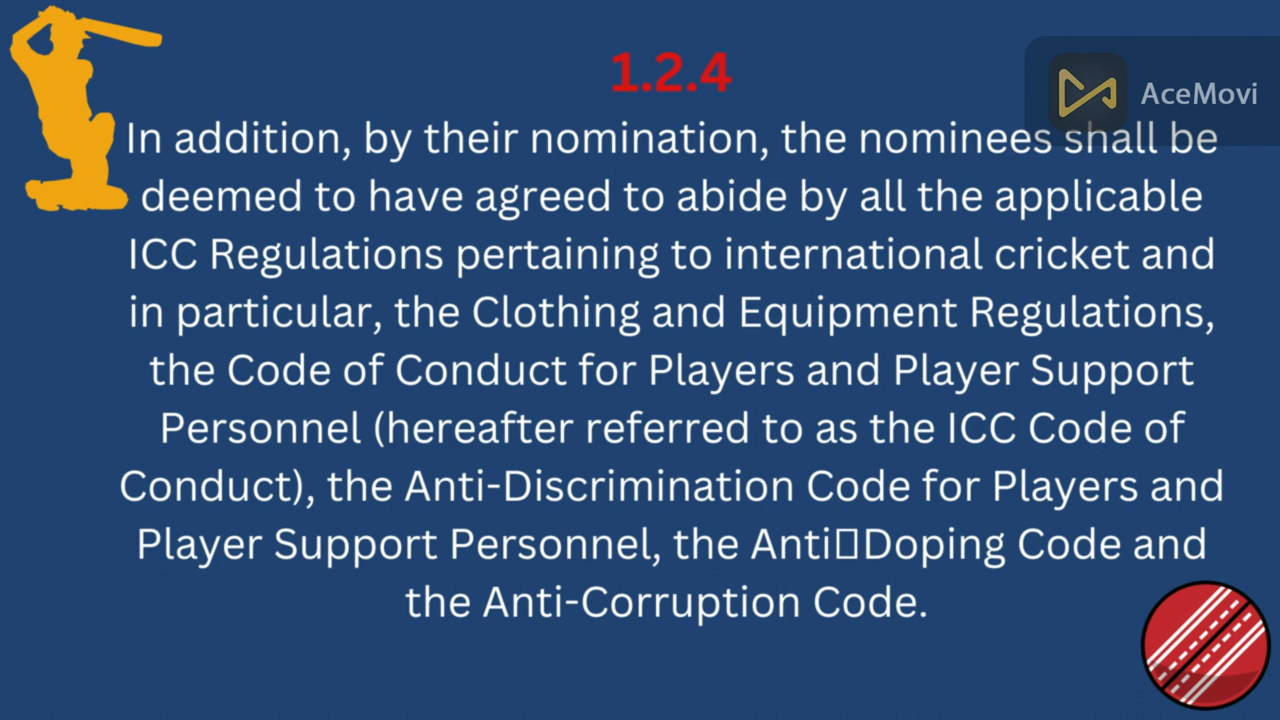 1.2.4
AceMovi
In addition, by their nomination, the nominees shall be
deemed to have agreed to abide by all the applicable
ICC Regulations pertaining to international cricket and
in particular, the Clothing and Equipment Regulations,
the Code of Conduct for Players and Player Support
Personnel (hereafter referred to as the ICC Code of
Conduct), the Anti-Discrimination Code for Players and
Player Support Personnel, the Anti▯Doping Code and
the Anti-Corruption Code.